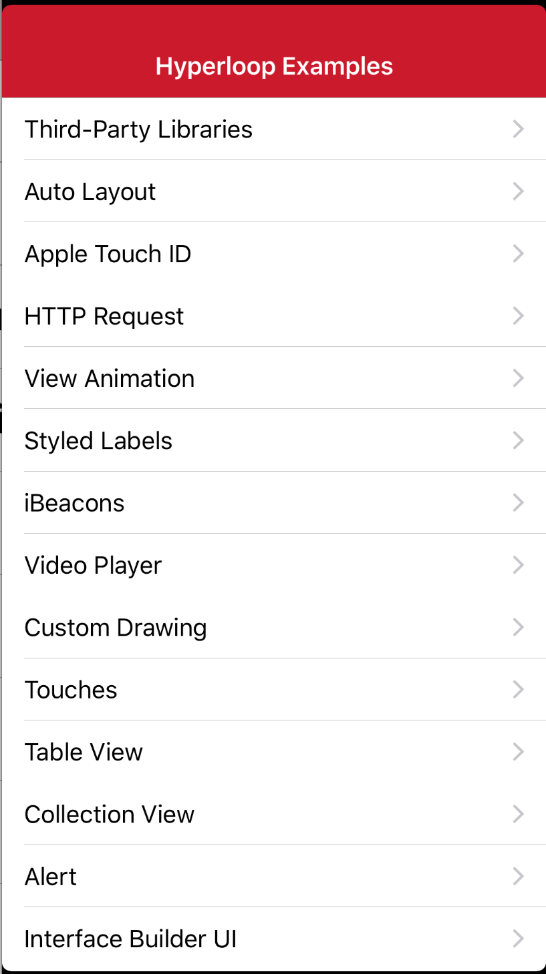 Hyperloop Examples
Third-Party Libraries
Auto Layout
Apple Touch ID
HTTP Request
View Animation
Styled Labels
iBeacons
Video Player
Custom Drawing
Touches
Table View
Collection View
Alert
Interface Builder UI